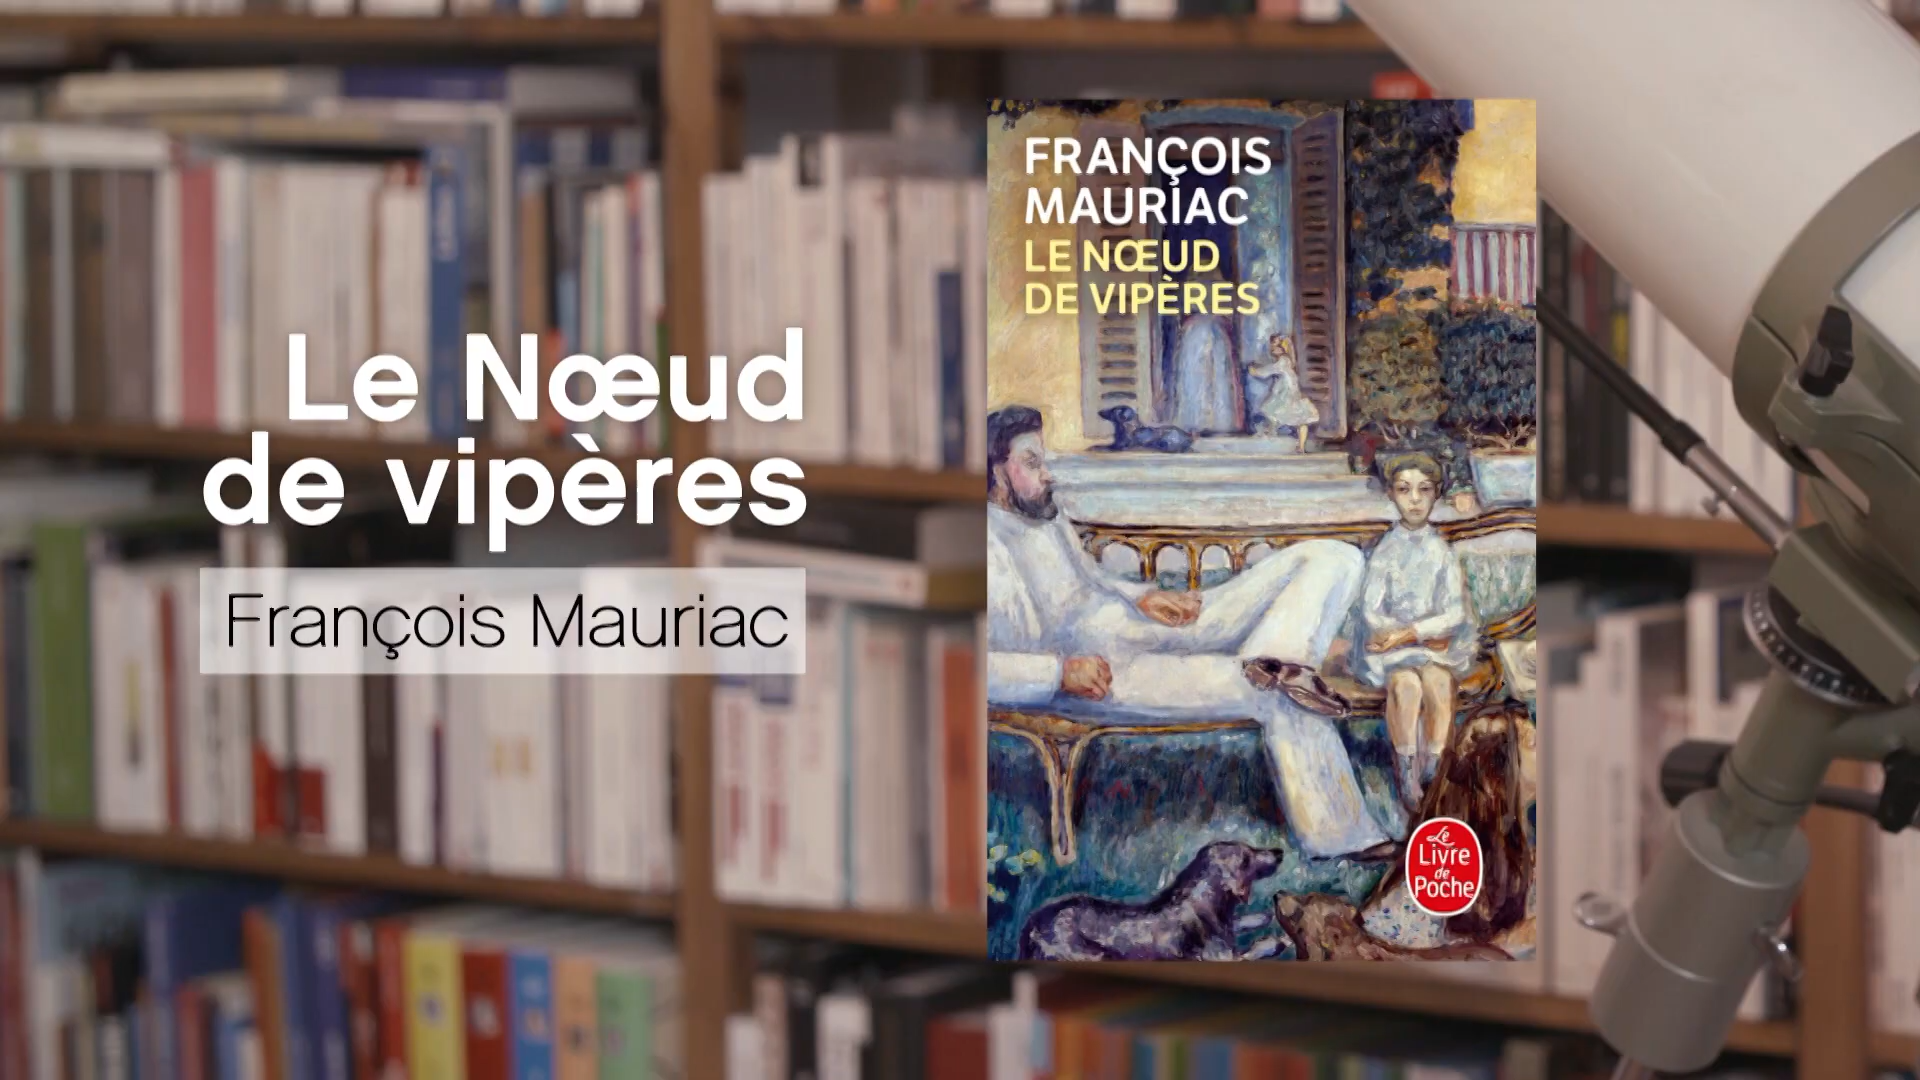 Le Nœud
de vipères
François Mauriac
FRANÇOIS
MAURIAC
LE NŒUD
DE VIPÈRES
Le
Livre
de
Poche